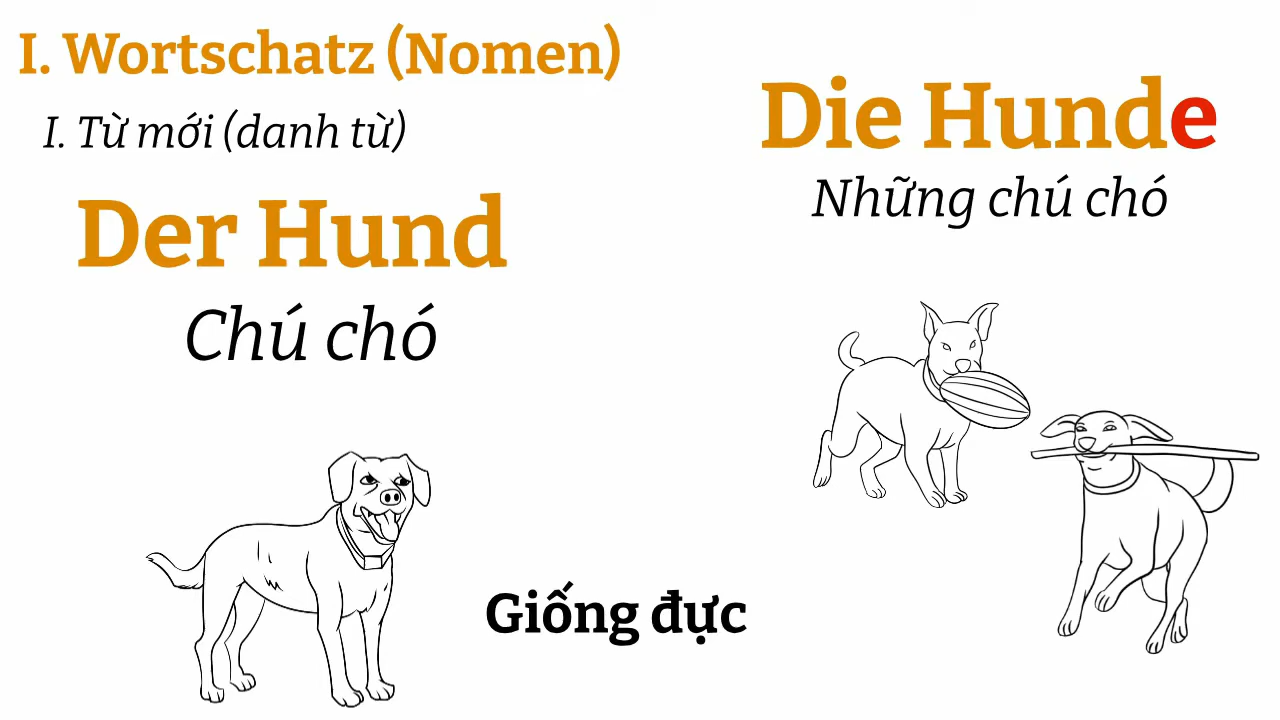 I. Wortschatz (Nomen)
I. Từ mới (danh từ)
Der Hund
Chú chó
Die Hunde
Những chú chó
Giống đực